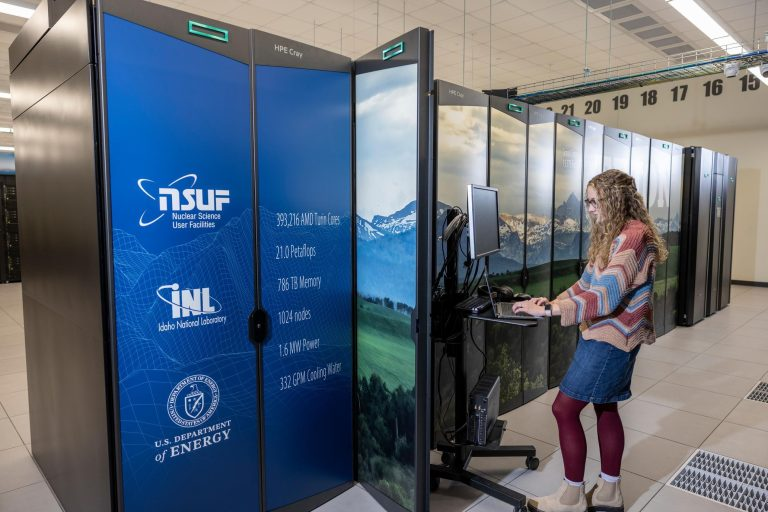 HPE Cray
HPE Cray
21 20 19 18 17 16 15
NSUF
Nuclear Science
User Facilities
INL
Idaho National Laboratory
U.S. DEPARTMENT
of ENERGY
393,216 AMD Turin Cores
21.0 Petaflops
786 TB Memory
1024 nodes
1.6 MW Power
332 GPM Cooling Water